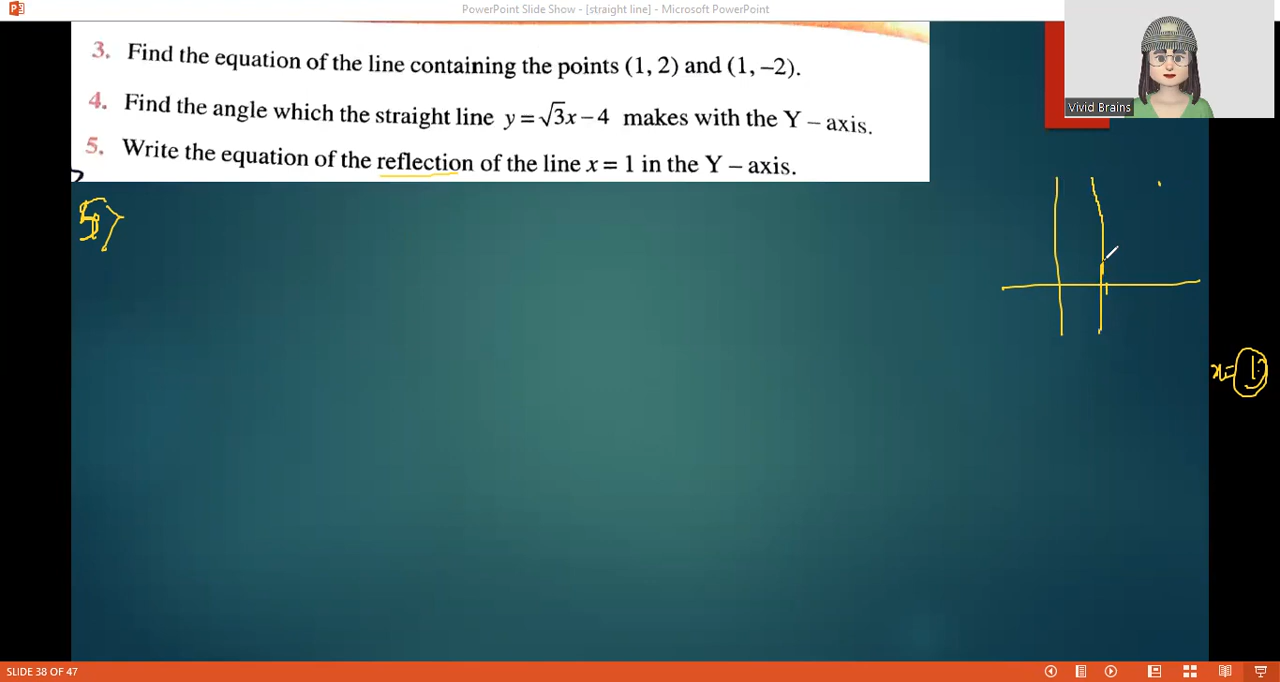 PowerPoint Slide Show - [straight line] - Microsoft PowerPoint
Vivid Brains
3. Find the equation of the line containing the points (1, 2) and (1, –2).
4. Find the angle which the straight line y = √3x – 4 makes with the Y – axis.
5. Write the equation of the reflection of the line x = 1 in the Y – axis.
5)
x=
SLIDE 38 OF 47